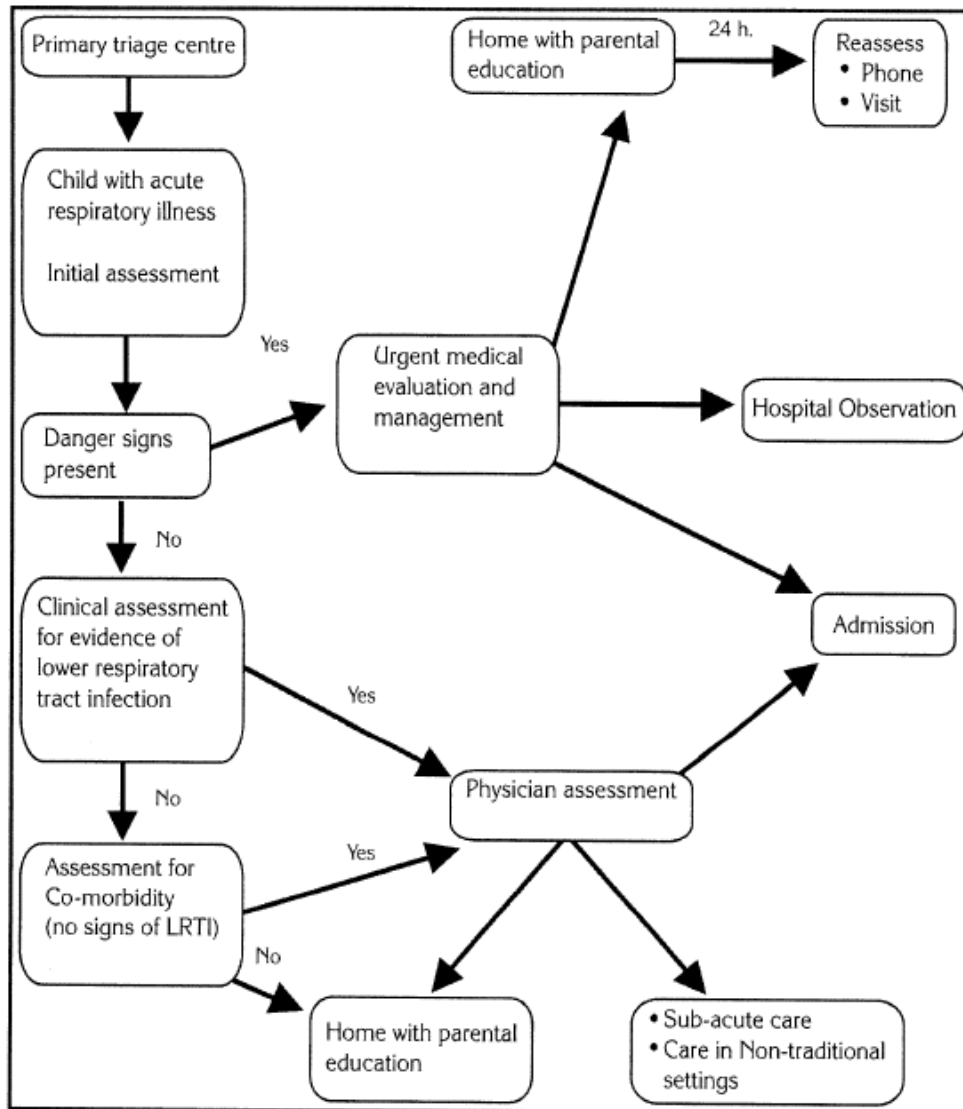 Primary triage centre
Child with acute
respiratory illness
Initial assessment
Danger signs
present
Yes
No
Urgent medical
evaluation and
management
Home with parental
education
24 h.
Reassess
• Phone
• Visit
Hospital Observation
Admission
Clinical assessment
for evidence of
lower respiratory
tract infection
Yes
No
Physician assessment
Assessment for
Co-morbidity
(no signs of LRTI)
Yes
No
Home with parental
education
• Sub-acute care
• Care in Non-traditional
settings